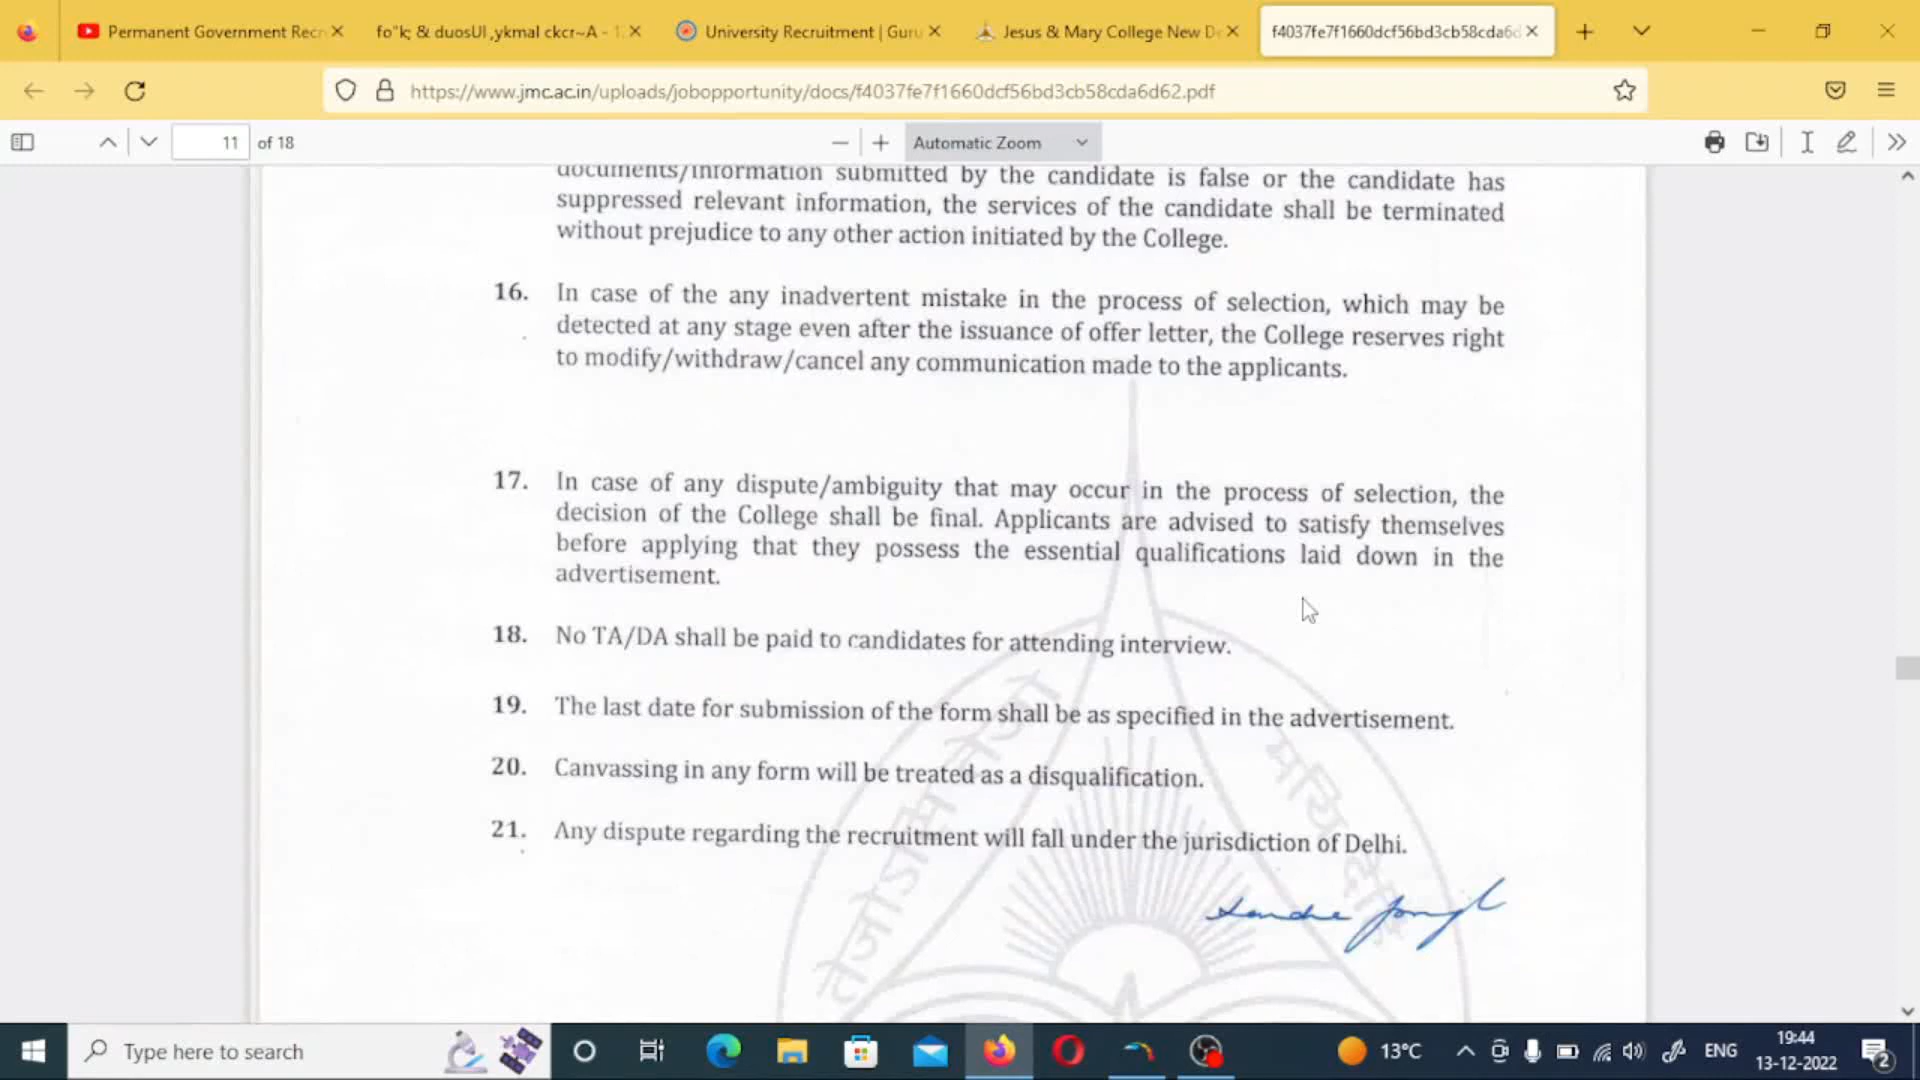 Permanent Government Recr
fo"k; & duosUl ,ykmal ckcr~A - 1
University Recruitment | Guru
Jesus & Mary College New De
f4037fe7f1660dcf56bd3cb58cda6d
https://www.jmc.ac.in/uploads/jobopportunity/docs/f4037fe7f1660dcf56bd3cb58cda6d62.pdf
11 of 18
Automatic Zoom
documents/information submitted by the candidate is false or the candidate has
suppressed relevant information, the services of the candidate shall be terminated
without prejudice to any other action initiated by the College.
16. In case of the any inadvertent mistake in the process of selection, which may be
detected at any stage even after the issuance of offer letter, the College reserves right
to modify/withdraw/cancel any communication made to the applicants.
17. In case of any dispute/ambiguity that may occur in the process of selection, the
decision of the College shall be final. Applicants are advised to satisfy themselves
before applying that they possess the essential qualifications laid down in the
advertisement.
18. No TA/DA shall be paid to candidates for attending interview.
19. The last date for submission of the form shall be as specified in the advertisement.
20. Canvassing in any form will be treated as a disqualification.
21. Any dispute regarding the recruitment will fall under the jurisdiction of Delhi.
Type here to search
13°C
ENG
19:44
13-12-2022
2